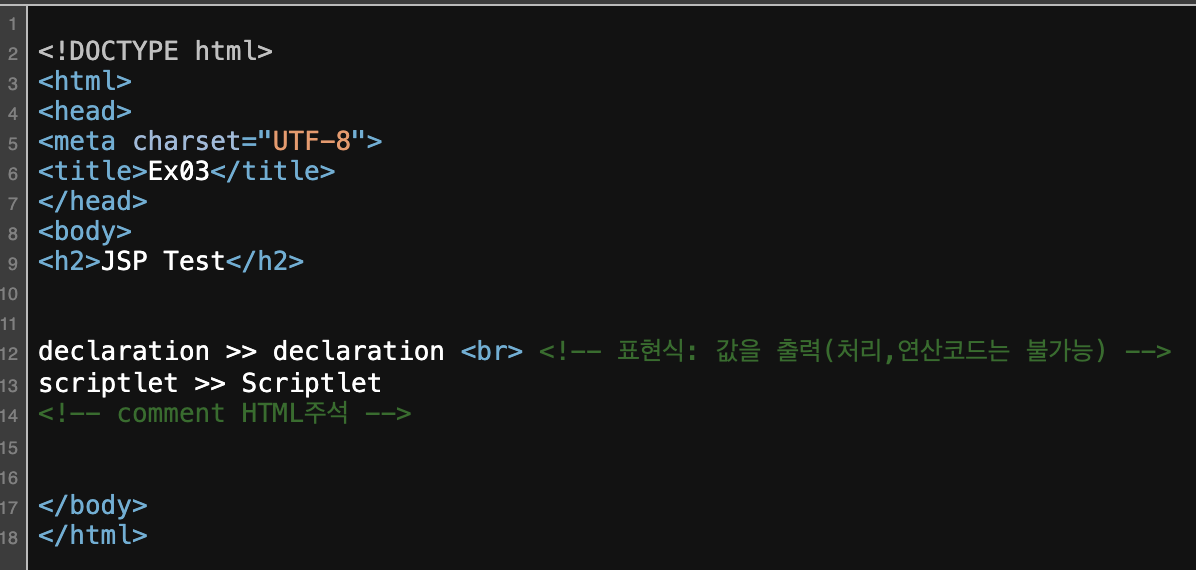 1
2 <!DOCTYPE html>
3 <html>
4 <head>
5 <meta charset="UTF-8">
6 <title>Ex03</title>
7 </head>
8 <body>
9 <h2>JSP Test</h2>
10
11
12 declaration >> declaration <br> <!-- 표현식: 값을 출력(처리,연산코드는 불가능) -->
13 scriptlet >> Scriptlet
14 <!-- comment HTML주석 -->
15
16
17 </body>
18 </html>